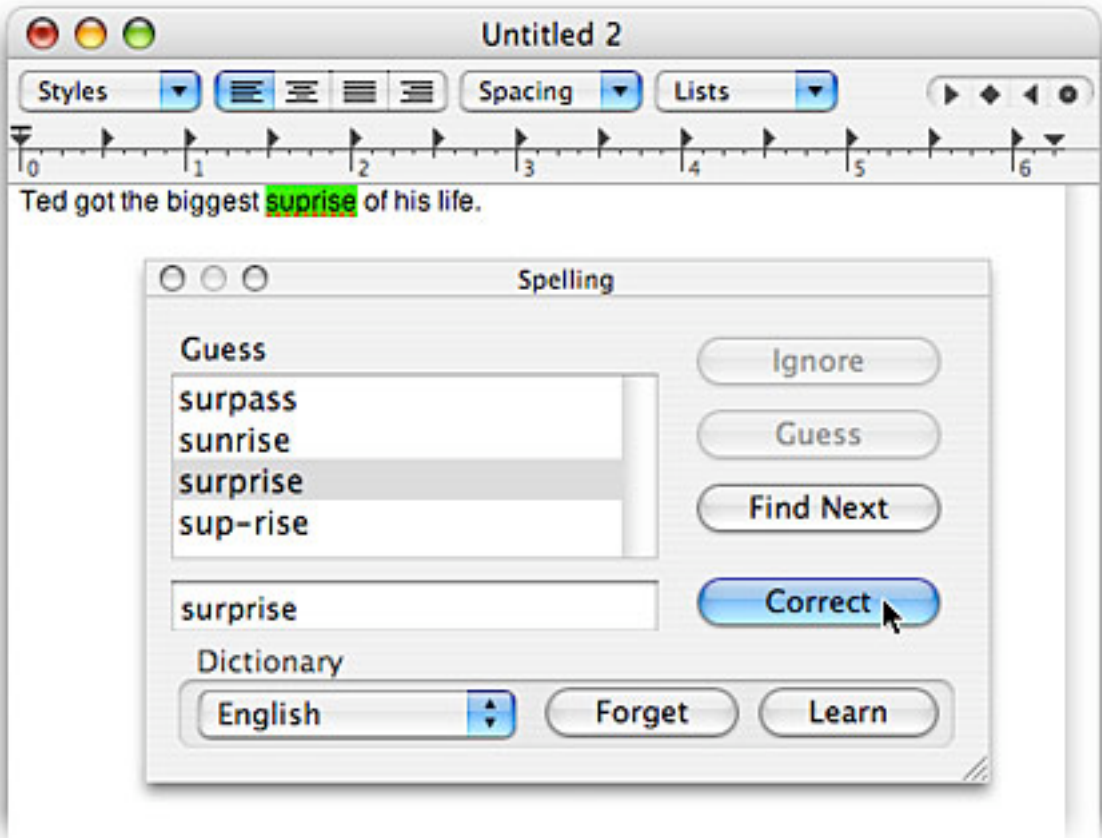 Untitled 2
Styles Spacing Lists
0 1 2 3 4 5 6
Ted got the biggest suprise of his life.
Spelling
Guess
Ignore
surpass
sunrise
Guess
surprise
sup-rise
Find Next
surprise
Correct
Dictionary
English Forget Learn